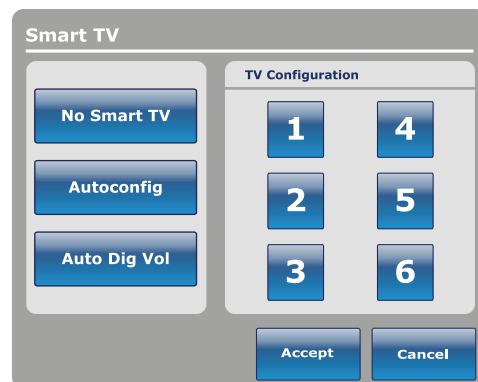 Smart TV
No Smart TV
Autoconfig
Auto Dig Vol
TV Configuration
1 4
2 5
3 6
Accept Cancel